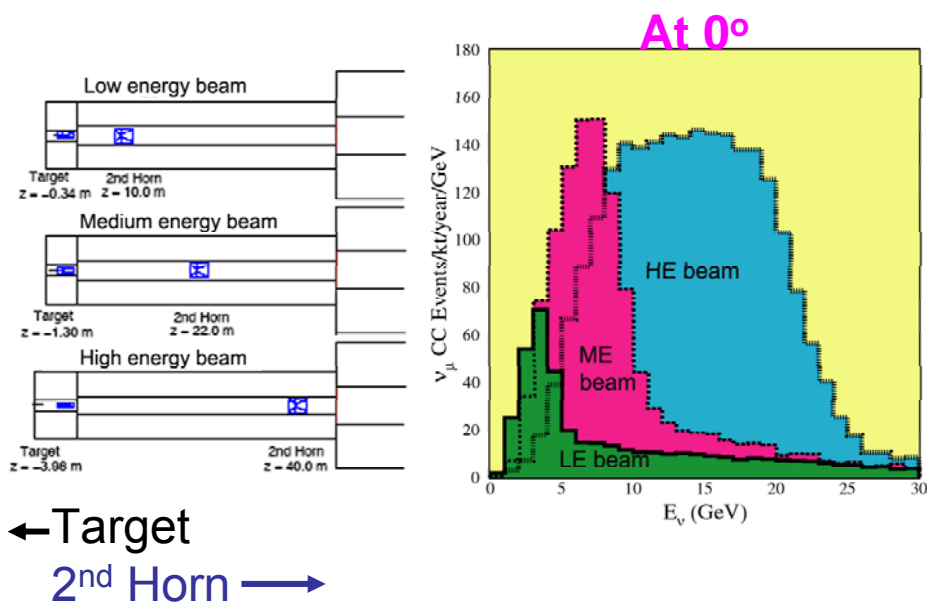 At 0º
Low energy beam
Target 2nd Horn
z = -0.34 m z = 10.0 m
Medium energy beam
Target 2nd Horn
z = -1.30 m z = 22.0 m
High energy beam
Target 2nd Horn
z = -3.96 m z = 40.0 m
←Target
2nd Horn →
180
160
140
120
100
80
60
40
20
0
ν_μ CC Events/kt/year/GeV
HE beam
ME
beam
LE beam
0 5 10 15 20 25 30
E_ν (GeV)